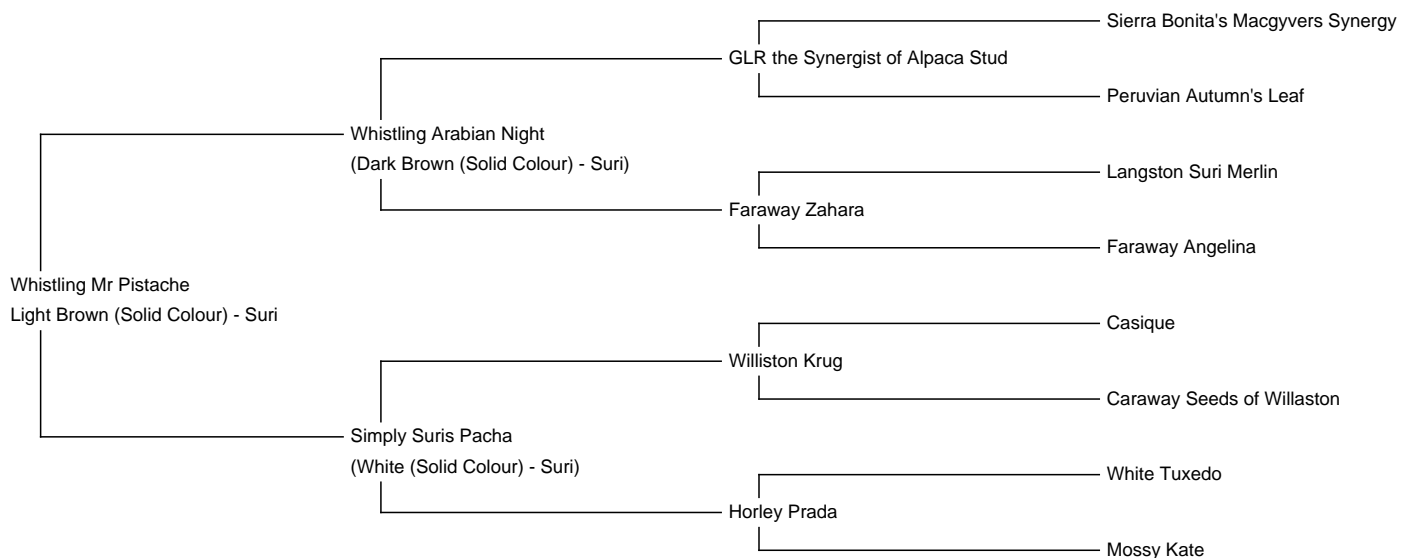 Sierra Bonita's Macgyvers Synergy
GLR the Synergist of Alpaca Stud
Peruvian Autumn's Leaf
Whistling Arabian Night
(Dark Brown (Solid Colour) - Suri)
Langston Suri Merlin
Faraway Zahara
Faraway Angelina
Whistling Mr Pistache
Light Brown (Solid Colour) - Suri
Casique
Williston Krug
Caraway Seeds of Willaston
Simply Suris Pacha
(White (Solid Colour) - Suri)
White Tuxedo
Horley Prada
Mossy Kate